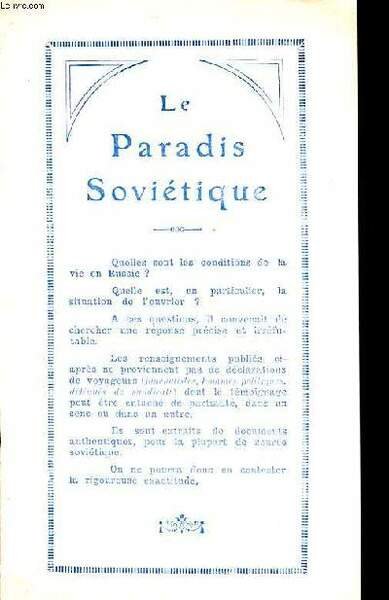 Le-livre.com
Le
Paradis
Soviétique
Quelles sont les conditions de la
vie en Russie ?
Quelle est, en particulier, la
situation de l'ouvrier ?
A ces questions, il convenait de
chercher une réponse précise et irréfu-
table.
Les renseignements publiés ci-
après ne proviennent pas de déclarations
de voyageurs (journalistes, hommes politiques,
délégués de syndicats) dont le témoignage
peut être entaché de partialité, dans un
sens ou dans un autre.
Ils sont extraits de documents
authentiques, pour la plupart de source
soviétique.
On ne pourra donc en contester
la rigoureuse exactitude.